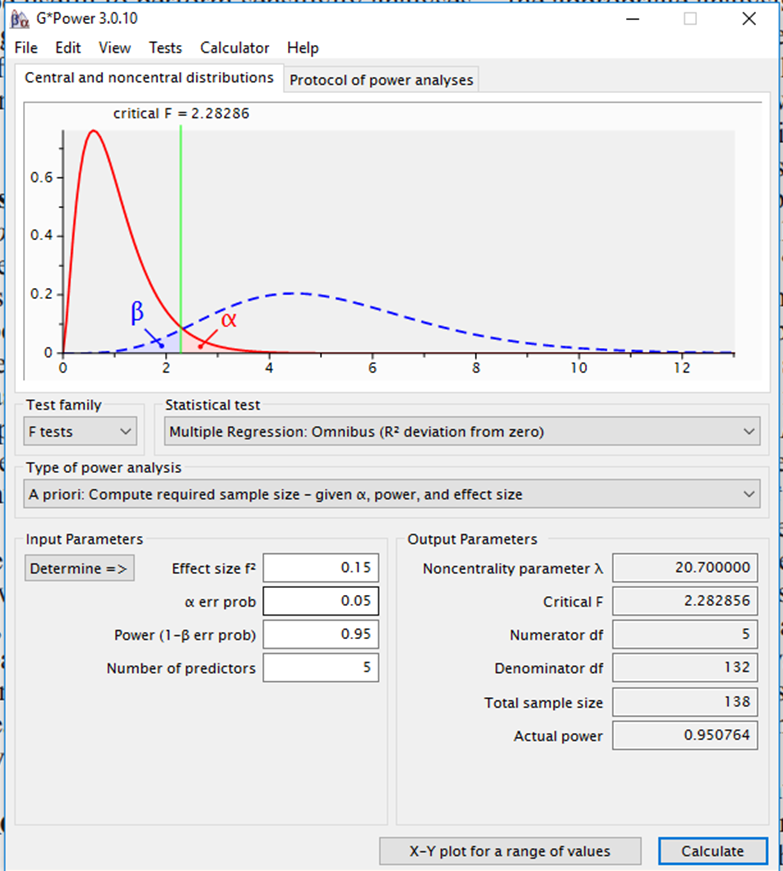 G*Power 3.0.10
File Edit View Tests Calculator Help
Central and noncentral distributions Protocol of power analyses
critical F = 2.28286
0.6
0.4
0.2
0
β
α
0 2 4 6 8 10 12
Test family Statistical test
F tests Multiple Regression: Omnibus (R² deviation from zero)
Type of power analysis
A priori: Compute required sample size – given α, power, and effect size
Input Parameters Output Parameters
Determine => Effect size f² 0.15 Noncentrality parameter λ 20.700000
α err prob 0.05 Critical F 2.282856
Power (1-β err prob) 0.95 Numerator df 5
Number of predictors 5 Denominator df 132
Total sample size 138
Actual power 0.950764
X-Y plot for a range of values Calculate